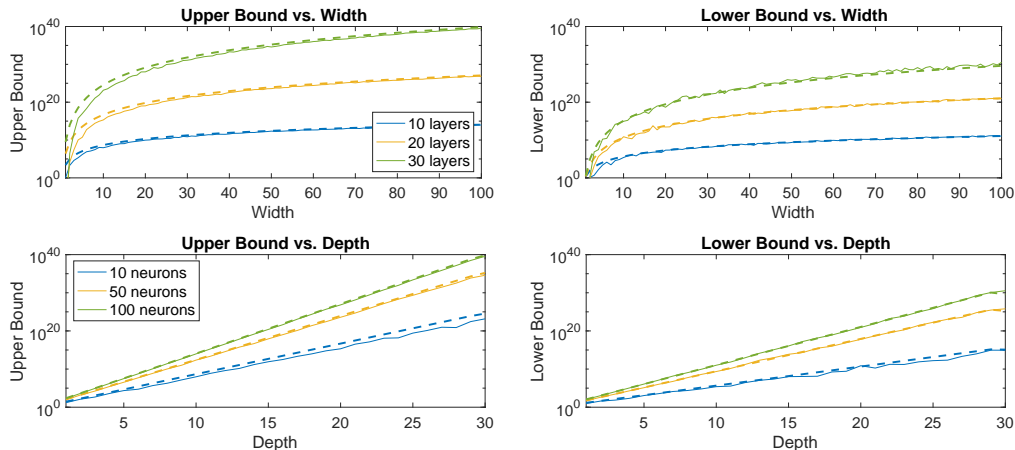 Upper Bound vs. Width
Upper Bound
10^40
10^20
10^0
10 20 30 40 50 60 70 80 90 100
Width
10 layers
20 layers
30 layers
Lower Bound vs. Width
Lower Bound
10^40
10^20
10^0
10 20 30 40 50 60 70 80 90 100
Width
Upper Bound vs. Depth
Upper Bound
10^40
10^20
10^0
5 10 15 20 25 30
Depth
10 neurons
50 neurons
100 neurons
Lower Bound vs. Depth
Lower Bound
10^40
10^20
10^0
5 10 15 20 25 30
Depth